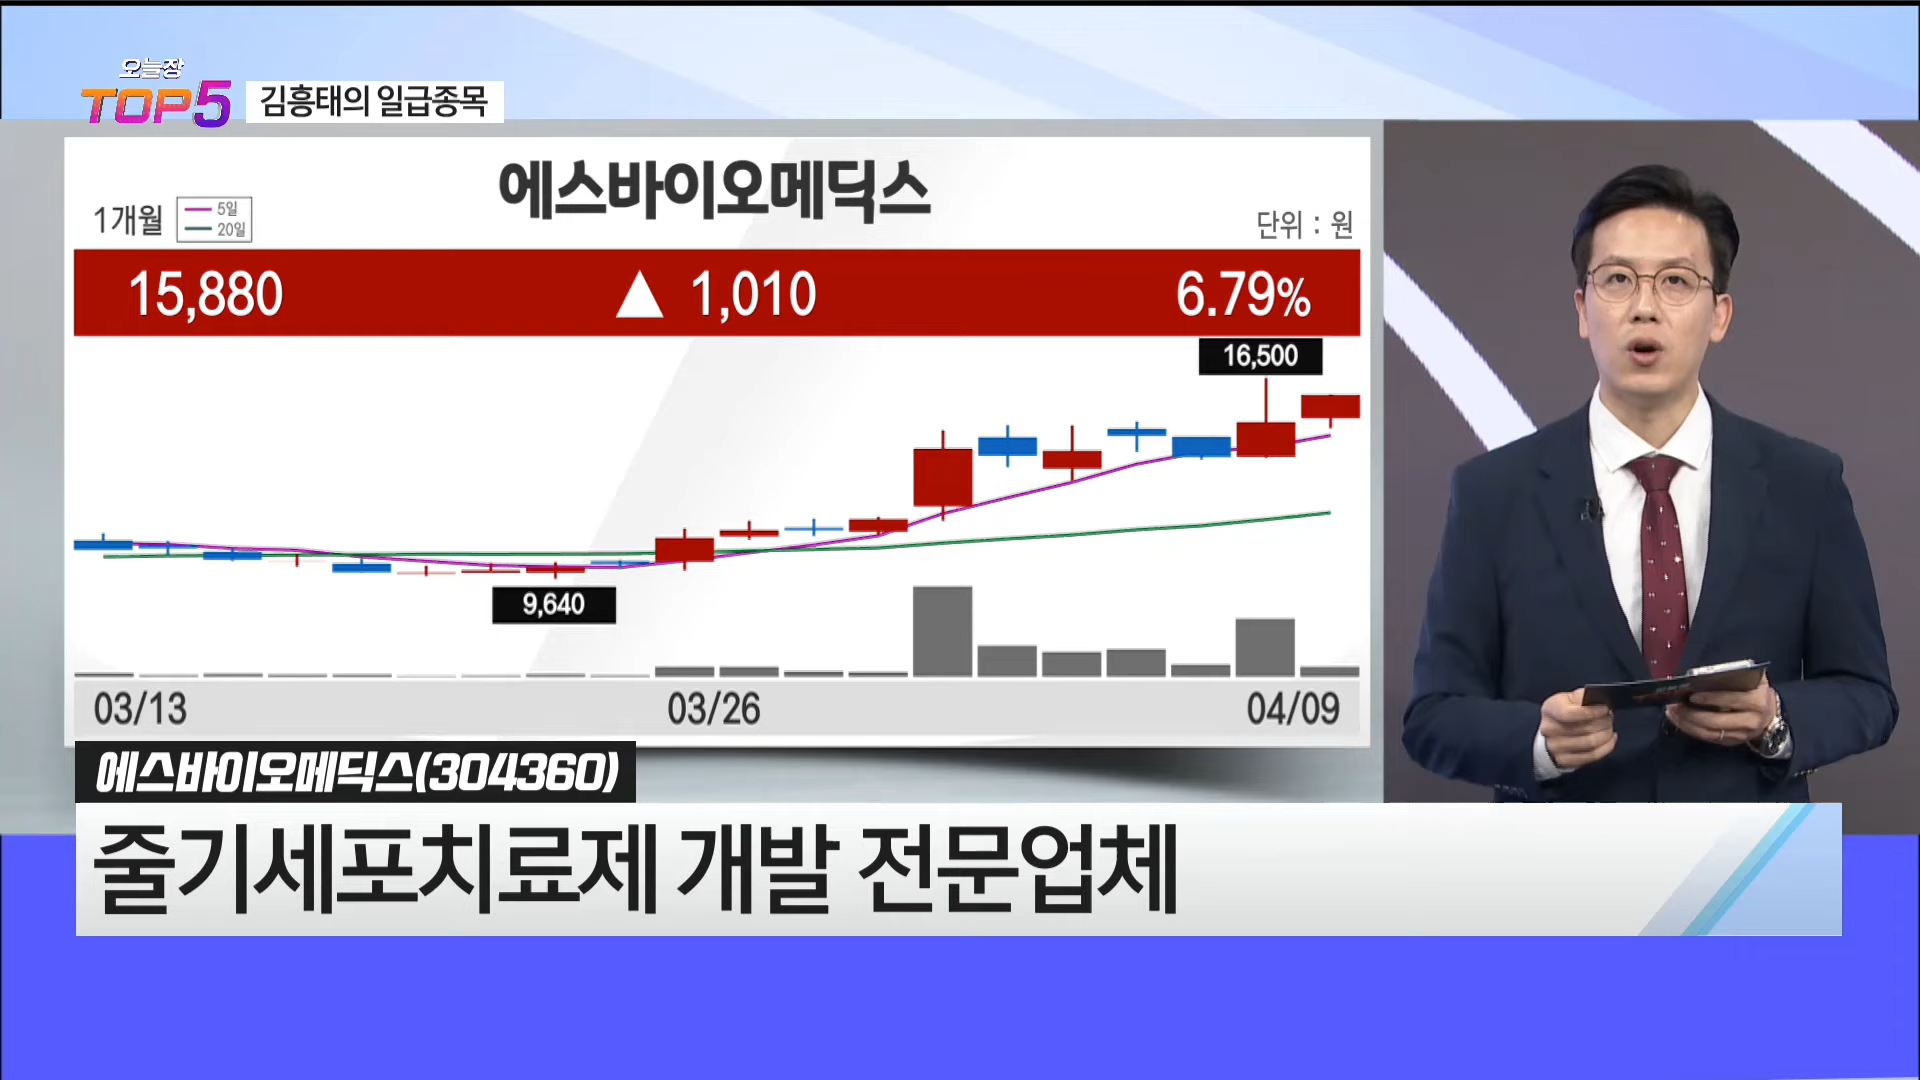 오늘장
TOP5
김흥태의 일급종목
에스바이오메딕스
1개월
5일
20일
단위 : 원
15,880 ▲ 1,010 6.79%
16,500
9,640
03/13 03/26 04/09
에스바이오메딕스(304360)
줄기세포치료제 개발 전문업체